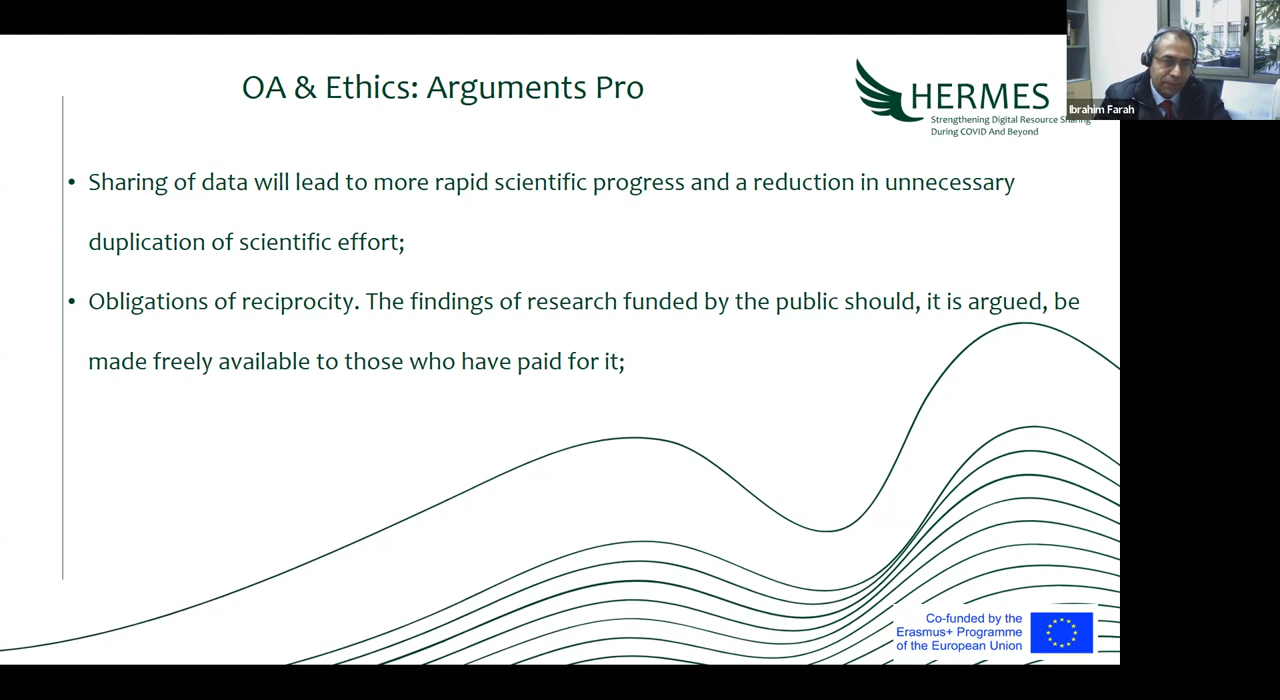 OA & Ethics: Arguments Pro
HERMES
Strengthening Digital Resource Sharing
During COVID And Beyond
Ibrahim Farah
• Sharing of data will lead to more rapid scientific progress and a reduction in unnecessary
duplication of scientific effort;
• Obligations of reciprocity. The findings of research funded by the public should, it is argued, be
made freely available to those who have paid for it;
Co-funded by the
Erasmus+ Programme
of the European Union